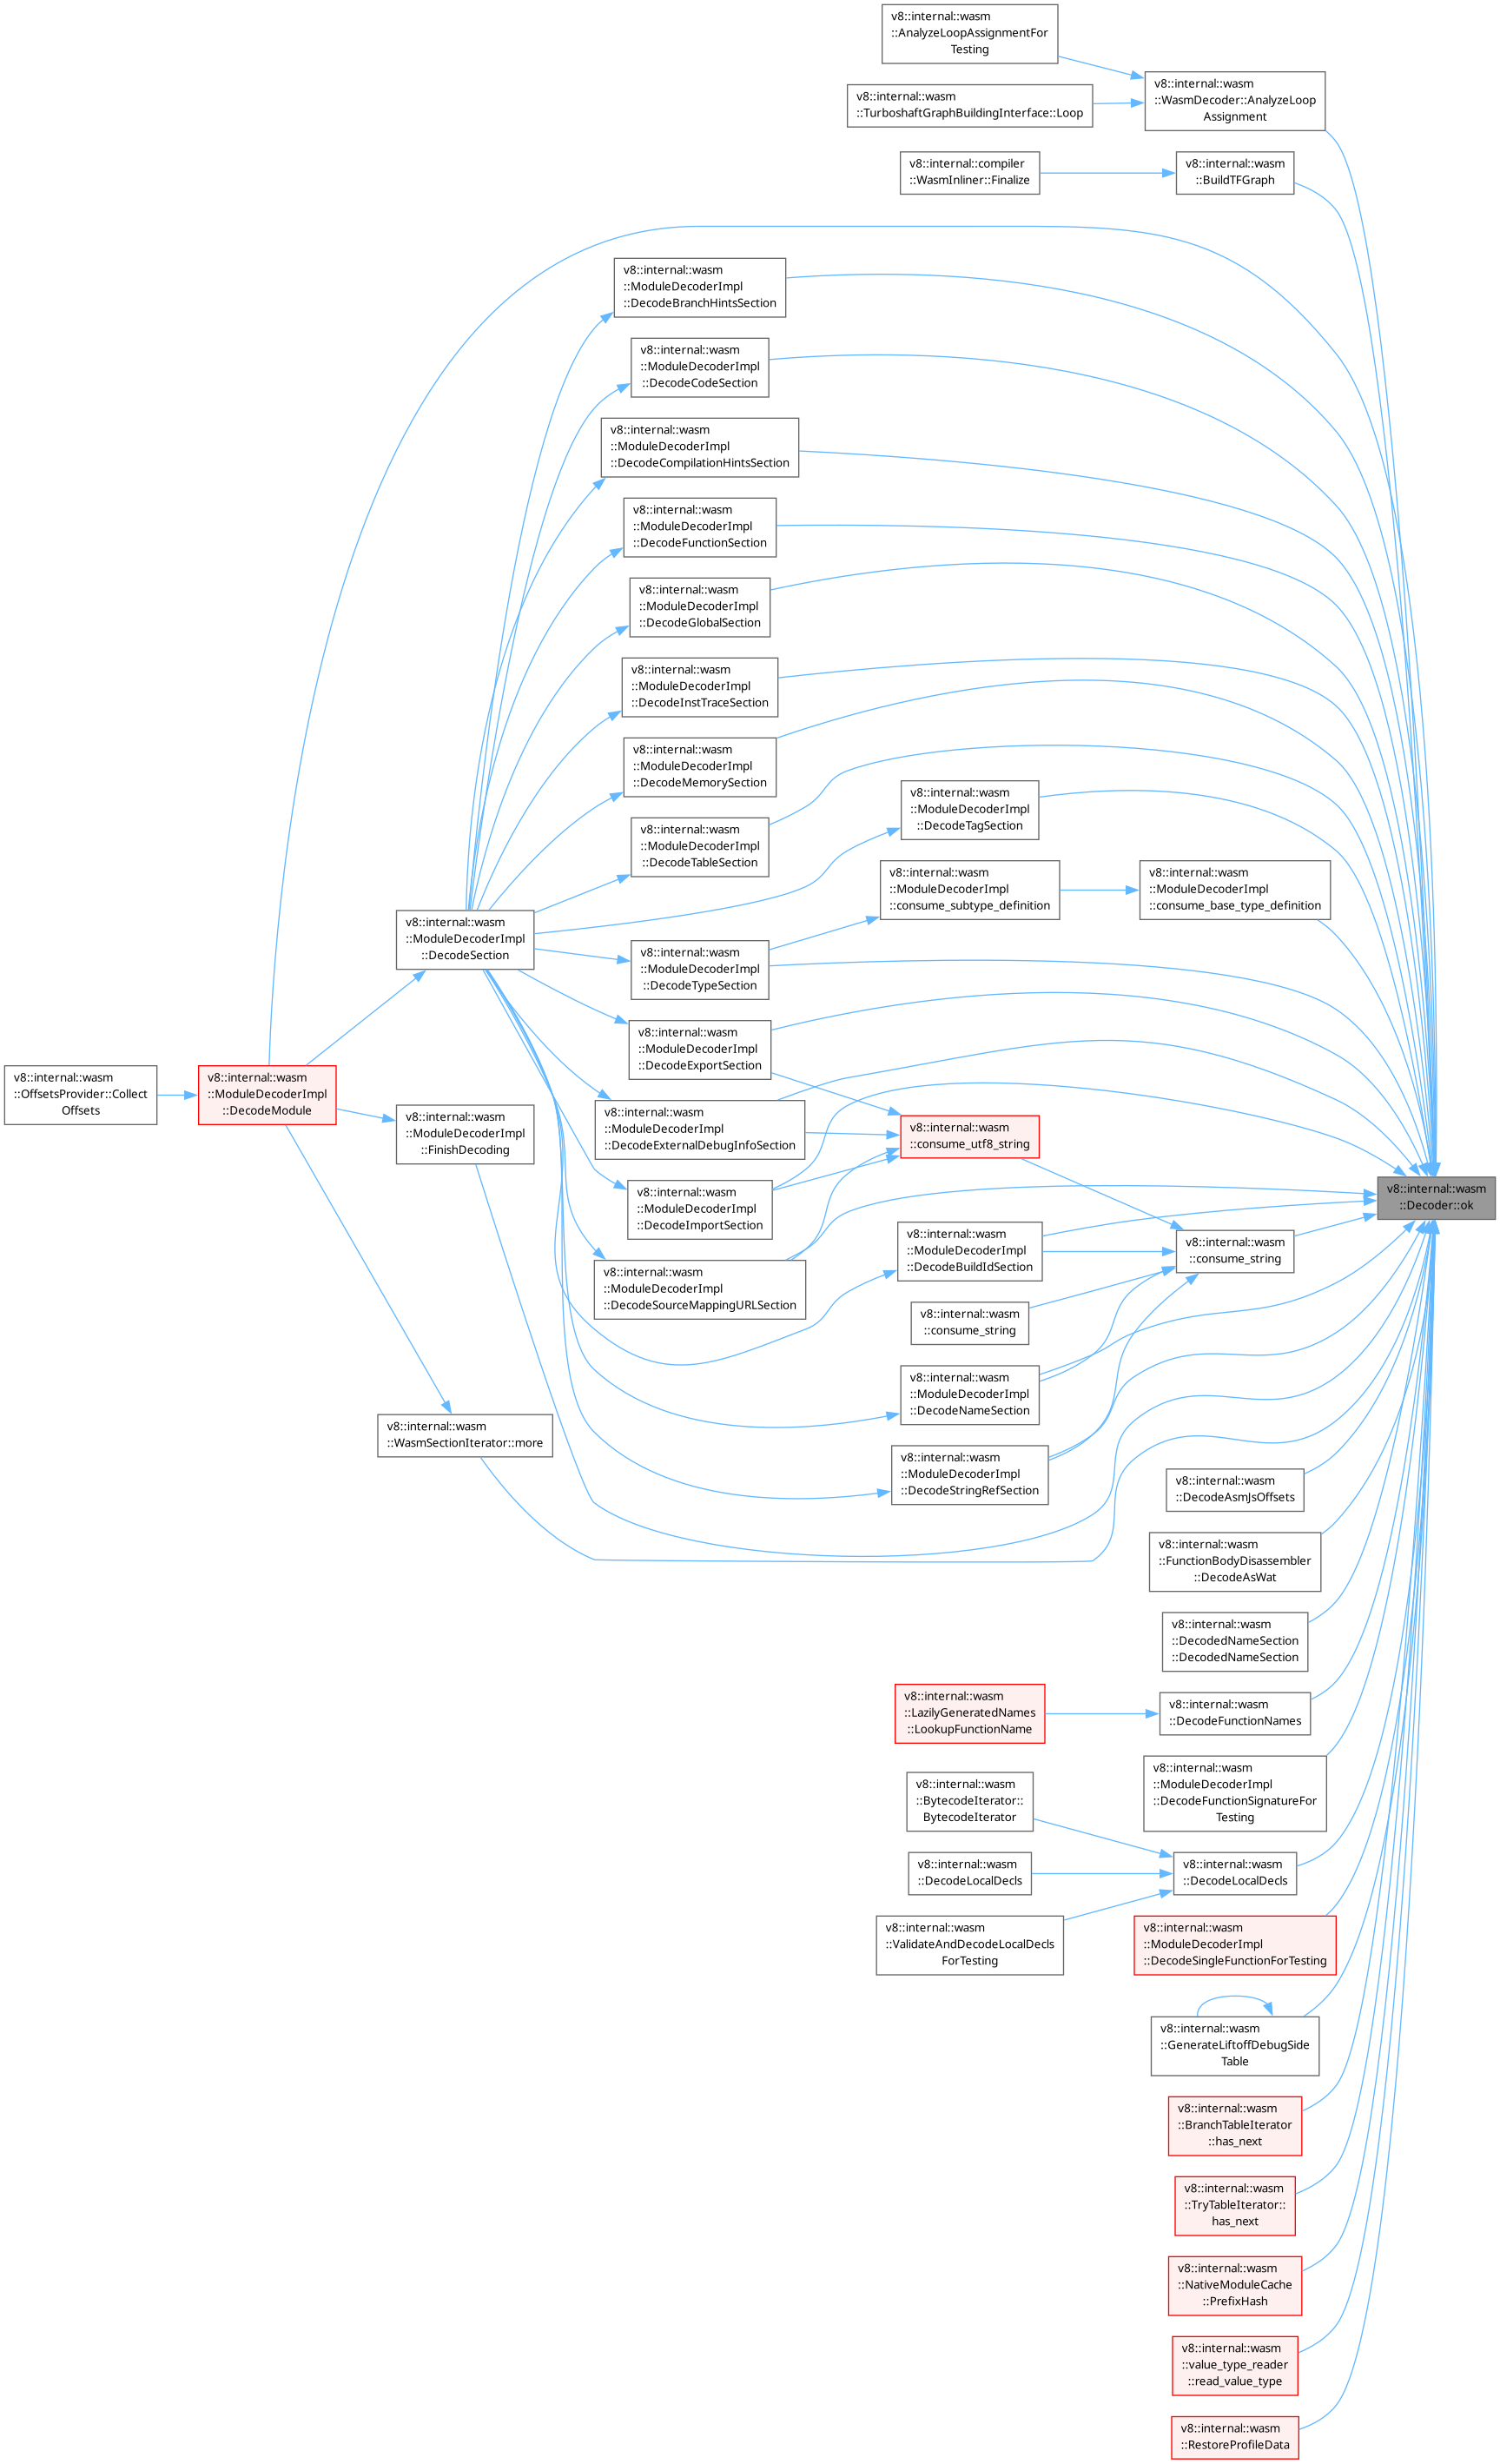 v8::internal::wasm
::AnalyzeLoopAssignmentFor
Testing
v8::internal::wasm
::WasmDecoder::AnalyzeLoop
Assignment
v8::internal::wasm
::TurboshaftGraphBuildingInterface::Loop
v8::internal::compiler
::WasmInliner::Finalize
v8::internal::wasm
::BuildTFGraph
v8::internal::wasm
::ModuleDecoderImpl
::DecodeBranchHintsSection
v8::internal::wasm
::ModuleDecoderImpl
::DecodeCodeSection
v8::internal::wasm
::ModuleDecoderImpl
::DecodeCompilationHintsSection
v8::internal::wasm
::ModuleDecoderImpl
::DecodeFunctionSection
v8::internal::wasm
::ModuleDecoderImpl
::DecodeGlobalSection
v8::internal::wasm
::ModuleDecoderImpl
::DecodeInstTraceSection
v8::internal::wasm
::ModuleDecoderImpl
::DecodeMemorySection
v8::internal::wasm
::ModuleDecoderImpl
::DecodeTagSection
v8::internal::wasm
::ModuleDecoderImpl
::DecodeTableSection
v8::internal::wasm
::ModuleDecoderImpl
::consume_subtype_definition
v8::internal::wasm
::ModuleDecoderImpl
::consume_base_type_definition
v8::internal::wasm
::ModuleDecoderImpl
::DecodeSection
v8::internal::wasm
::ModuleDecoderImpl
::DecodeTypeSection
v8::internal::wasm
::ModuleDecoderImpl
::DecodeExportSection
v8::internal::wasm
::OffsetsProvider::Collect
Offsets
v8::internal::wasm
::ModuleDecoderImpl
::DecodeModule
v8::internal::wasm
::ModuleDecoderImpl
::FinishDecoding
v8::internal::wasm
::ModuleDecoderImpl
::DecodeExternalDebugInfoSection
v8::internal::wasm
::consume_utf8_string
v8::internal::wasm
::Decoder::ok
v8::internal::wasm
::ModuleDecoderImpl
::DecodeImportSection
v8::internal::wasm
::ModuleDecoderImpl
::DecodeBuildIdSection
v8::internal::wasm
::consume_string
v8::internal::wasm
::ModuleDecoderImpl
::DecodeSourceMappingURLSection
v8::internal::wasm
::consume_string
v8::internal::wasm
::ModuleDecoderImpl
::DecodeNameSection
v8::internal::wasm
::WasmSectionIterator::more
v8::internal::wasm
::ModuleDecoderImpl
::DecodeStringRefSection
v8::internal::wasm
::DecodeAsmJsOffsets
v8::internal::wasm
::FunctionBodyDisassembler
::DecodeAsWat
v8::internal::wasm
::DecodedNameSection
::DecodedNameSection
v8::internal::wasm
::LazilyGeneratedNames
::LookupFunctionName
v8::internal::wasm
::DecodeFunctionNames
v8::internal::wasm
::ModuleDecoderImpl
::DecodeFunctionSignatureFor
Testing
v8::internal::wasm
::BytecodeIterator::
BytecodeIterator
v8::internal::wasm
::DecodeLocalDecls
v8::internal::wasm
::DecodeLocalDecls
v8::internal::wasm
::ValidateAndDecodeLocalDecls
ForTesting
v8::internal::wasm
::ModuleDecoderImpl
::DecodeSingleFunctionForTesting
v8::internal::wasm
::GenerateLiftoffDebugSide
Table
v8::internal::wasm
::BranchTableIterator
::has_next
v8::internal::wasm
::TryTableIterator::
has_next
v8::internal::wasm
::NativeModuleCache
::PrefixHash
v8::internal::wasm
::value_type_reader
::read_value_type
v8::internal::wasm
::RestoreProfileData